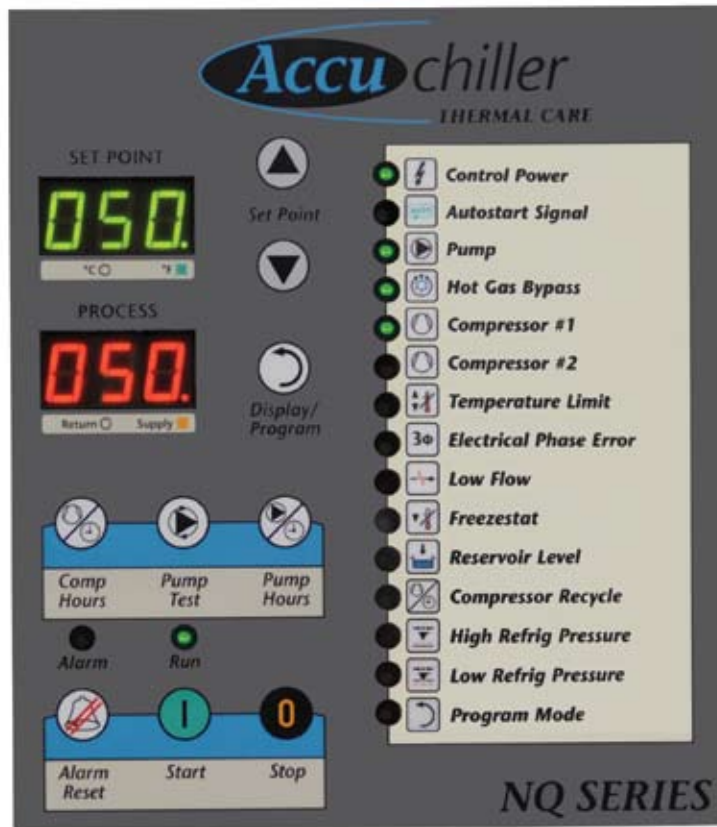 Accu chiller
THERMAL CARE
SET POINT
050.
°C °F
Set Point
PROCESS
050.
Return Supply
Display/
Program
Comp
Hours
Pump
Test
Pump
Hours
Alarm
Run
I
0
Alarm
Reset
Start
Stop
Control Power
Autostart Signal
Pump
Hot Gas Bypass
Compressor #1
Compressor #2
Temperature Limit
3Φ Electrical Phase Error
Low Flow
Freezestat
Reservoir Level
Compressor Recycle
High Refrig Pressure
Low Refrig Pressure
Program Mode
NQ SERIES